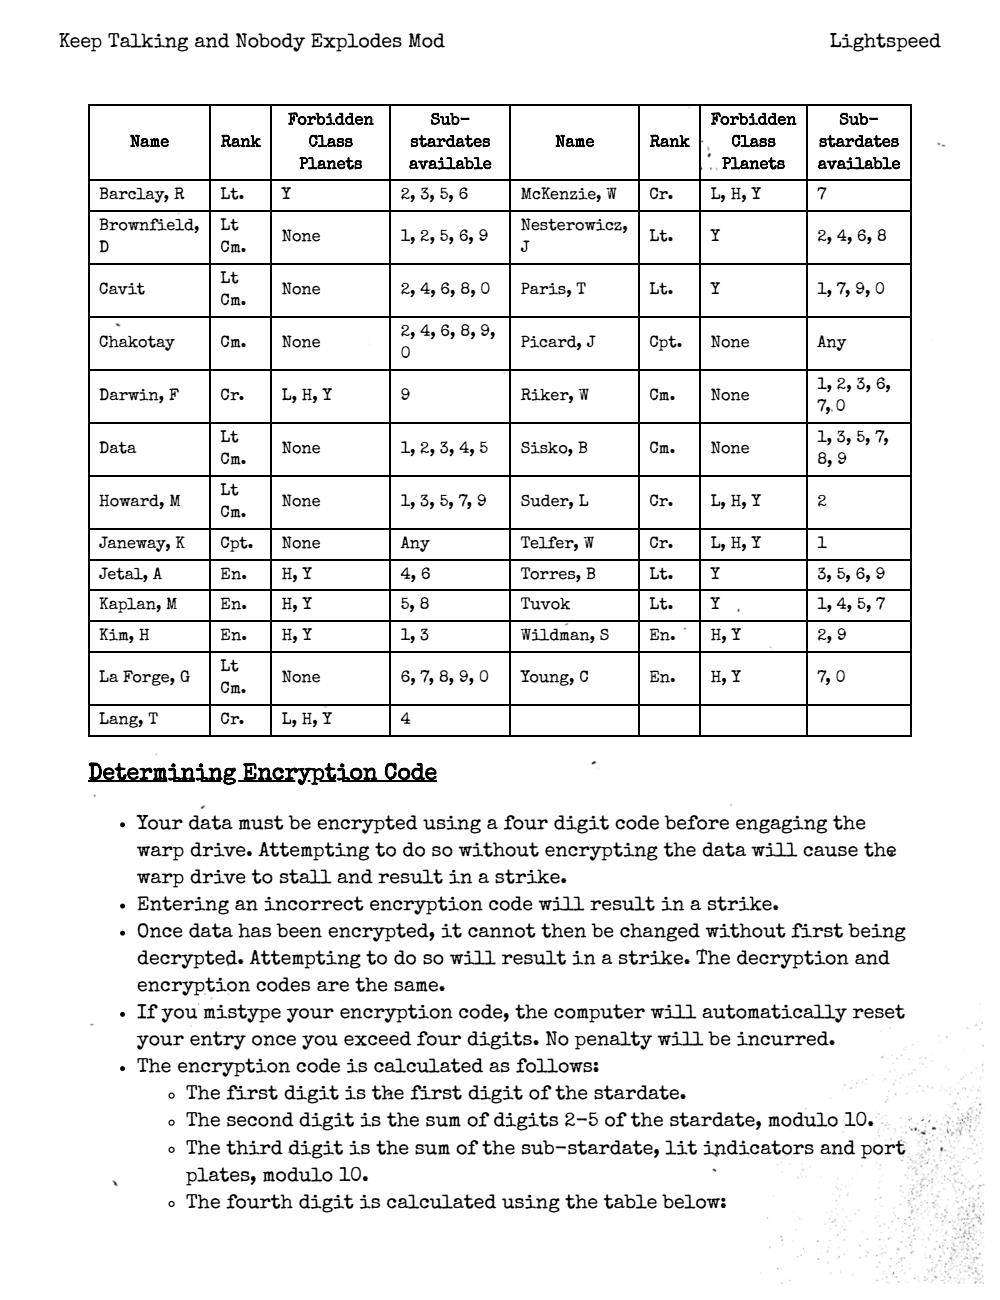 Keep Talking and Nobody Explodes Mod Lightspeed
Name Rank Forbidden Class Planets Sub-stardates available Name Rank Forbidden Class Planets Sub-stardates available
Barclay, R Lt. Y 2, 3, 5, 6 McKenzie, W Cr. L, H, Y 7
Brownfield, D Lt Cm. None 1, 2, 5, 6, 9 Nesterowicz, J Lt. Y 2, 4, 6, 8
Cavit Lt Cm. None 2, 4, 6, 8, 0 Paris, T Lt. Y 1, 7, 9, 0
Chakotay Cm. None 2, 4, 6, 8, 9, 0 Picard, J Cpt. None Any
Darwin, F Cr. L, H, Y 9 Riker, W Cm. None 1, 2, 3, 6, 7, 0
Data Lt Cm. None 1, 2, 3, 4, 5 Sisko, B Cm. None 1, 3, 5, 7, 8, 9
Howard, M Lt Cm. None 1, 3, 5, 7, 9 Suder, L Cr. L, H, Y 2
Janeway, K Cpt. None Any Telfer, W Cr. L, H, Y 1
Jetal, A En. H, Y 4, 6 Torres, B Lt. Y 3, 5, 6, 9
Kaplan, M En. H, Y 5, 8 Tuvok Lt. Y 1, 4, 5, 7
Kim, H En. H, Y 1, 3 Wildman, S En. H, Y 2, 9
La Forge, G Lt Cm. None 6, 7, 8, 9, 0 Young, C En. H, Y 7, 0
Lang, T Cr. L, H, Y 4
Determining Encryption Code
• Your data must be encrypted using a four digit code before engaging the
warp drive. Attempting to do so without encrypting the data will cause the
warp drive to stall and result in a strike.
• Entering an incorrect encryption code will result in a strike.
• Once data has been encrypted, it cannot then be changed without first being
decrypted. Attempting to do so will result in a strike. The decryption and
encryption codes are the same.
• If you mistype your encryption code, the computer will automatically reset
your entry once you exceed four digits. No penalty will be incurred.
• The encryption code is calculated as follows:
◦ The first digit is the first digit of the stardate.
◦ The second digit is the sum of digits 2-5 of the stardate, modulo 10.
◦ The third digit is the sum of the sub-stardate, lit indicators and port
plates, modulo 10.
◦ The fourth digit is calculated using the table below: